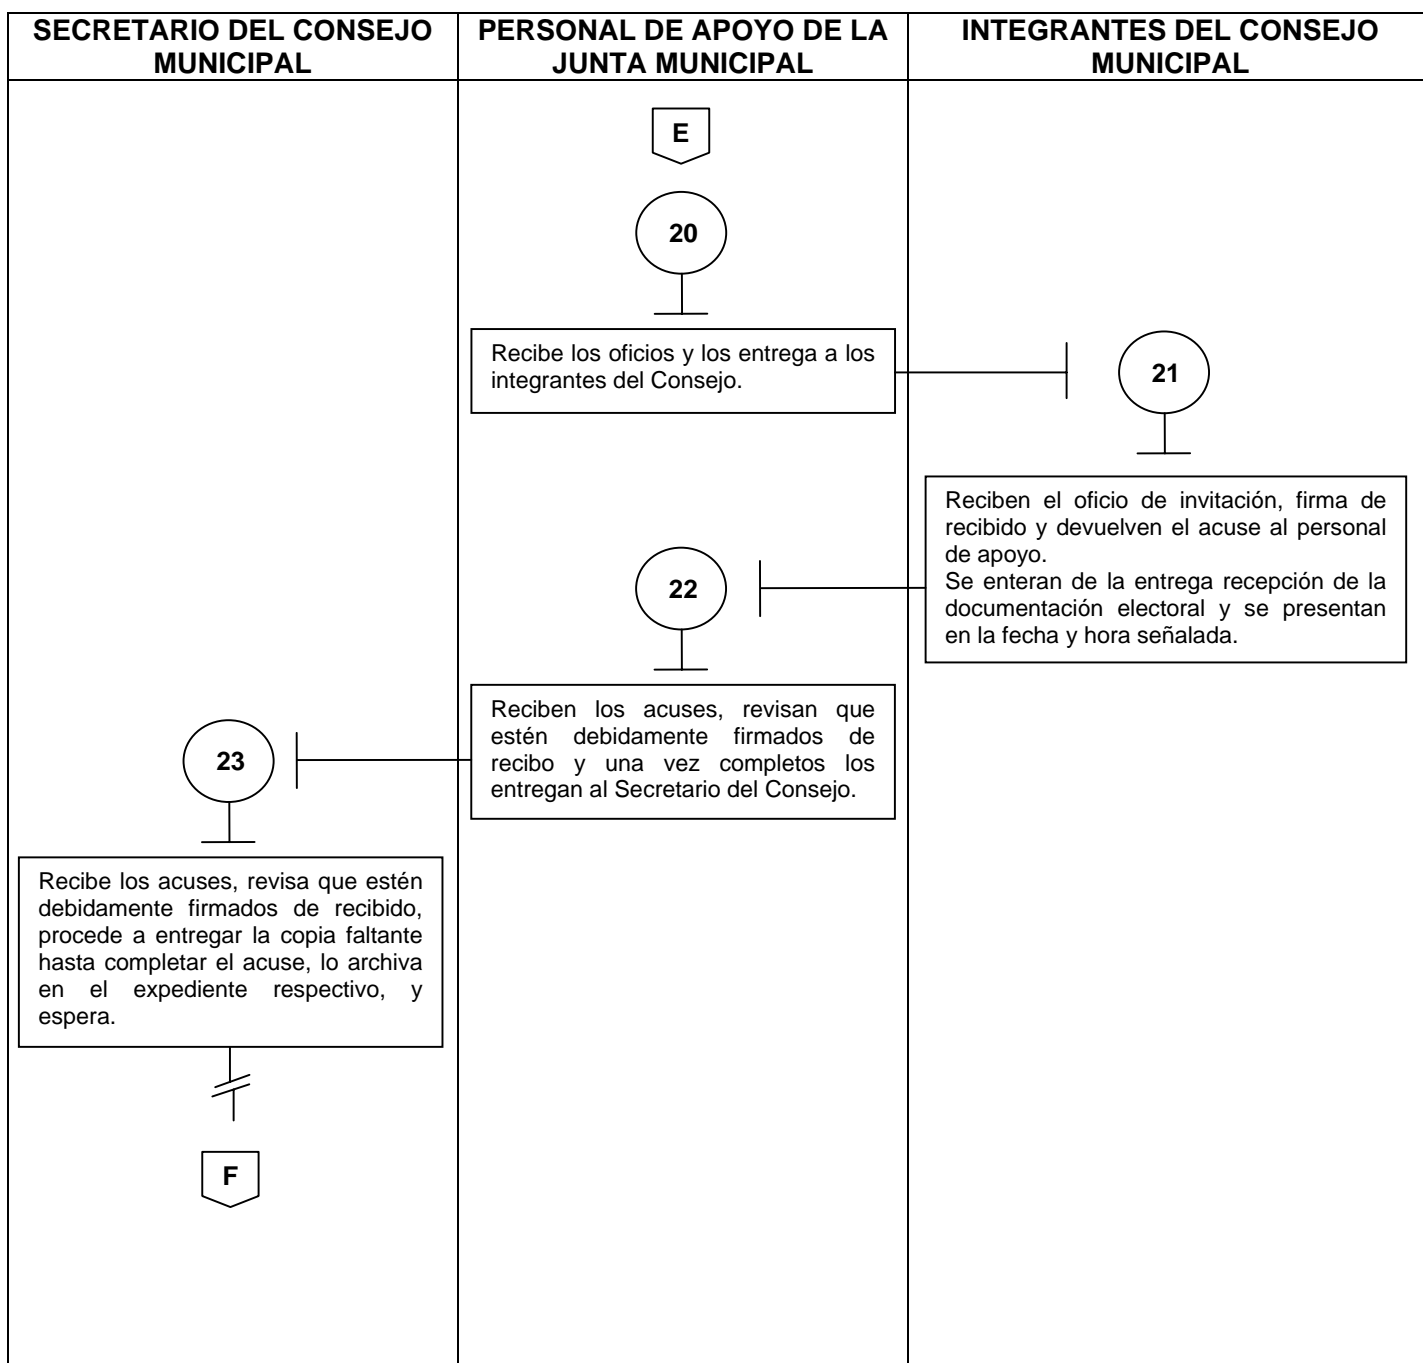 SECRETARIO DEL CONSEJO
MUNICIPAL
PERSONAL DE APOYO DE LA
JUNTA MUNICIPAL
INTEGRANTES DEL CONSEJO
MUNICIPAL
E
20
Recibe los oficios y los entrega a los
integrantes del Consejo.
21
Reciben el oficio de invitación, firma de
recibido y devuelven el acuse al personal
de apoyo.
Se enteran de la entrega recepción de la
documentación electoral y se presentan
en la fecha y hora señalada.
22
Reciben los acuses, revisan que
estén debidamente firmados de
recibo y una vez completos los
entregan al Secretario del Consejo.
23
Recibe los acuses, revisa que estén
debidamente firmados de recibido,
procede a entregar la copia faltante
hasta completar el acuse, lo archiva
en el expediente respectivo, y
espera.
F